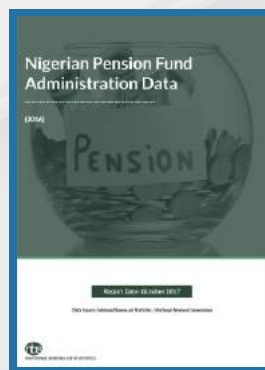 Nigerian Pension Fund
Administration Data
(2016)
PENSION
Report Date: October 2017
Data Source: National Bureau of Statistics / National Pension Commission
NATIONAL BUREAU OF STATISTICS